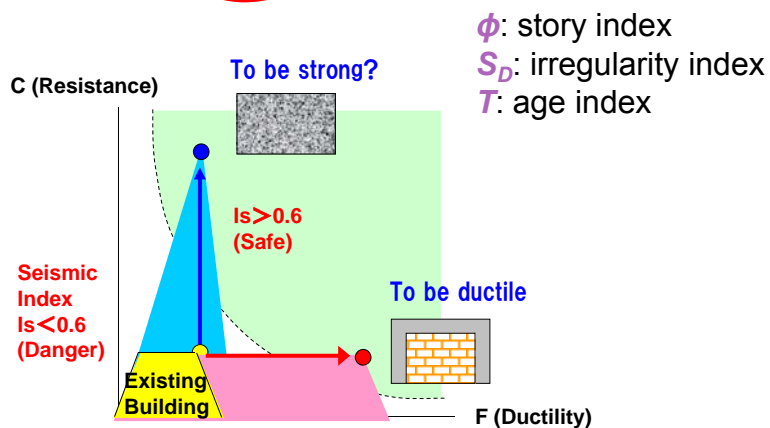 ϕ: story index
S_D: irregularity index
T: age index
To be strong?
C (Resistance)
Is＞0.6
(Safe)
Seismic
Index
Is＜0.6
(Danger)
To be ductile
Existing
Building
F (Ductility)